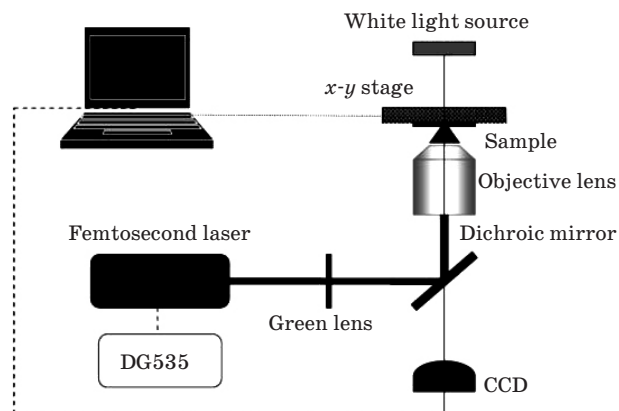 White light source
x-y stage
Sample
Objective lens
Dichroic mirror
Femtosecond laser
Green lens
DG535
CCD